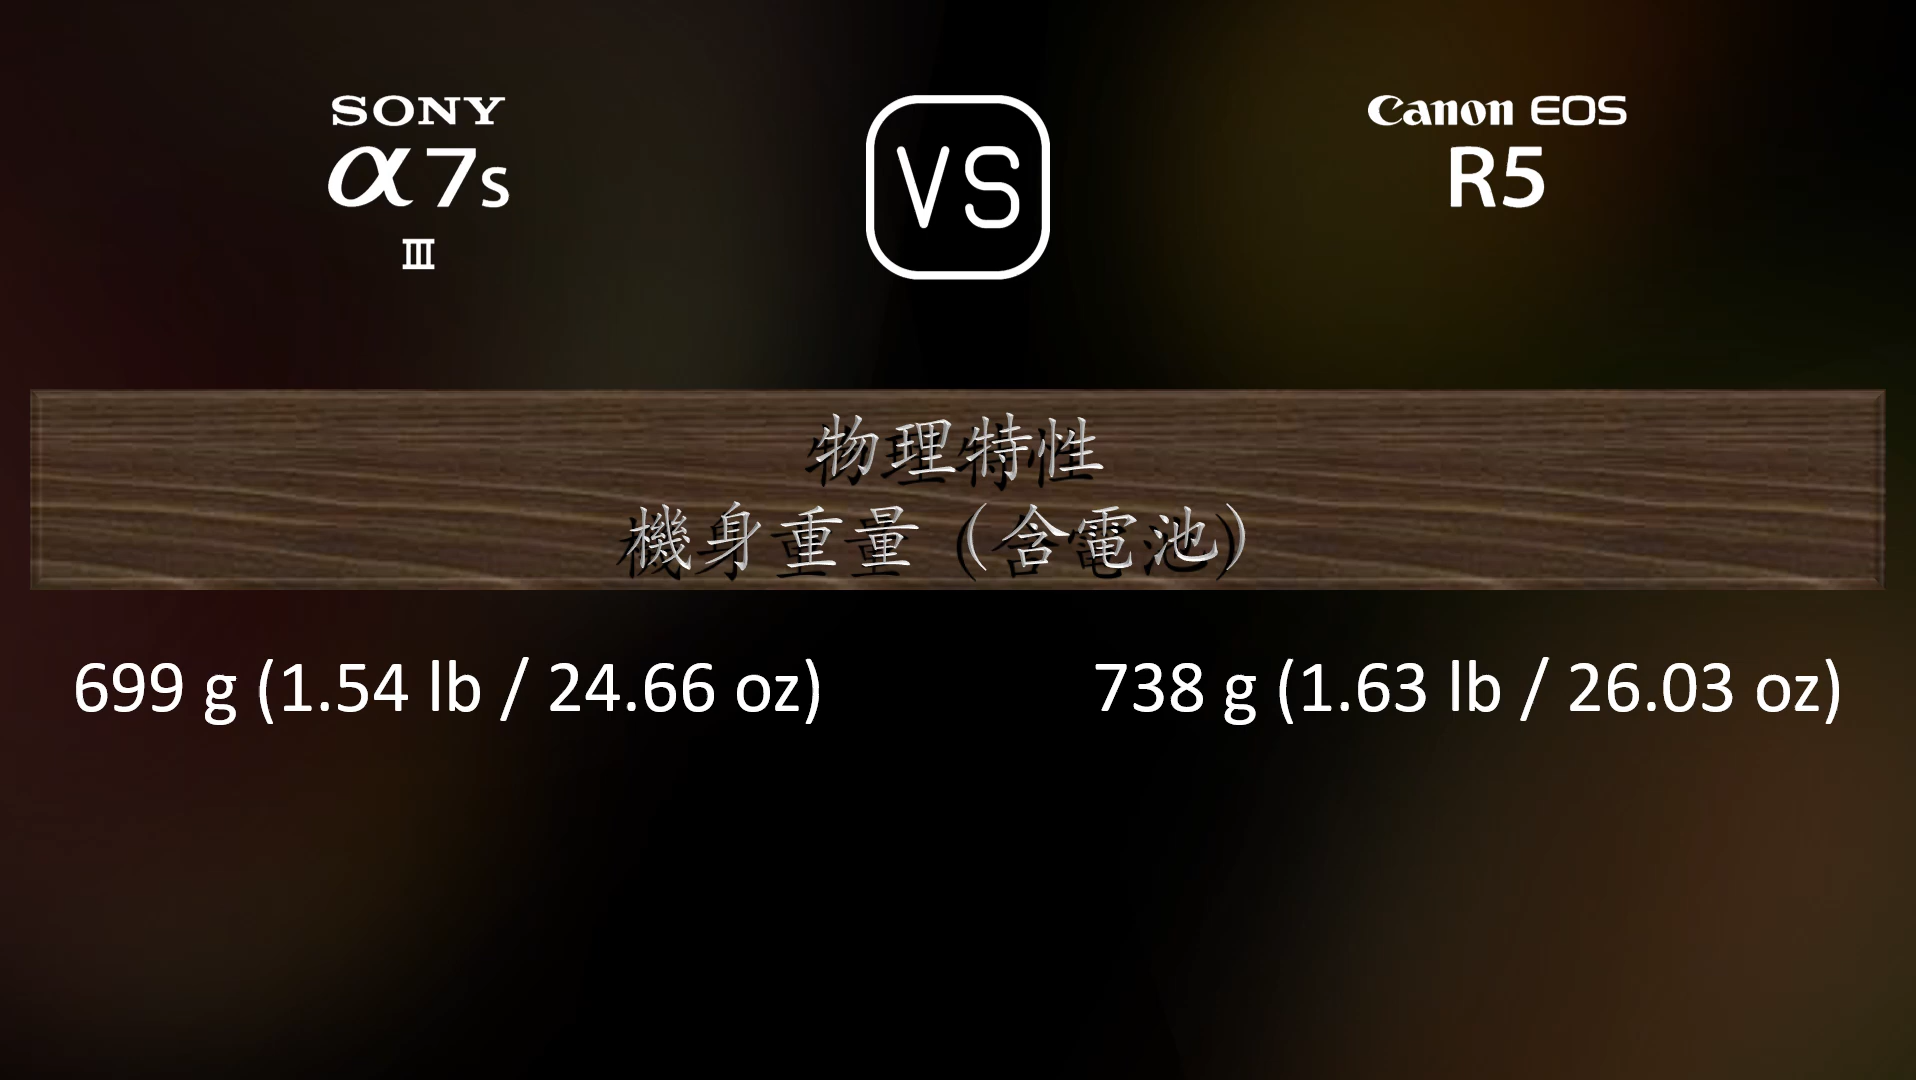 SONY
α7s
III
VS
Canon EOS
R5
物理特性
機身重量（含電池）
699 g (1.54 lb / 24.66 oz)
738 g (1.63 lb / 26.03 oz)